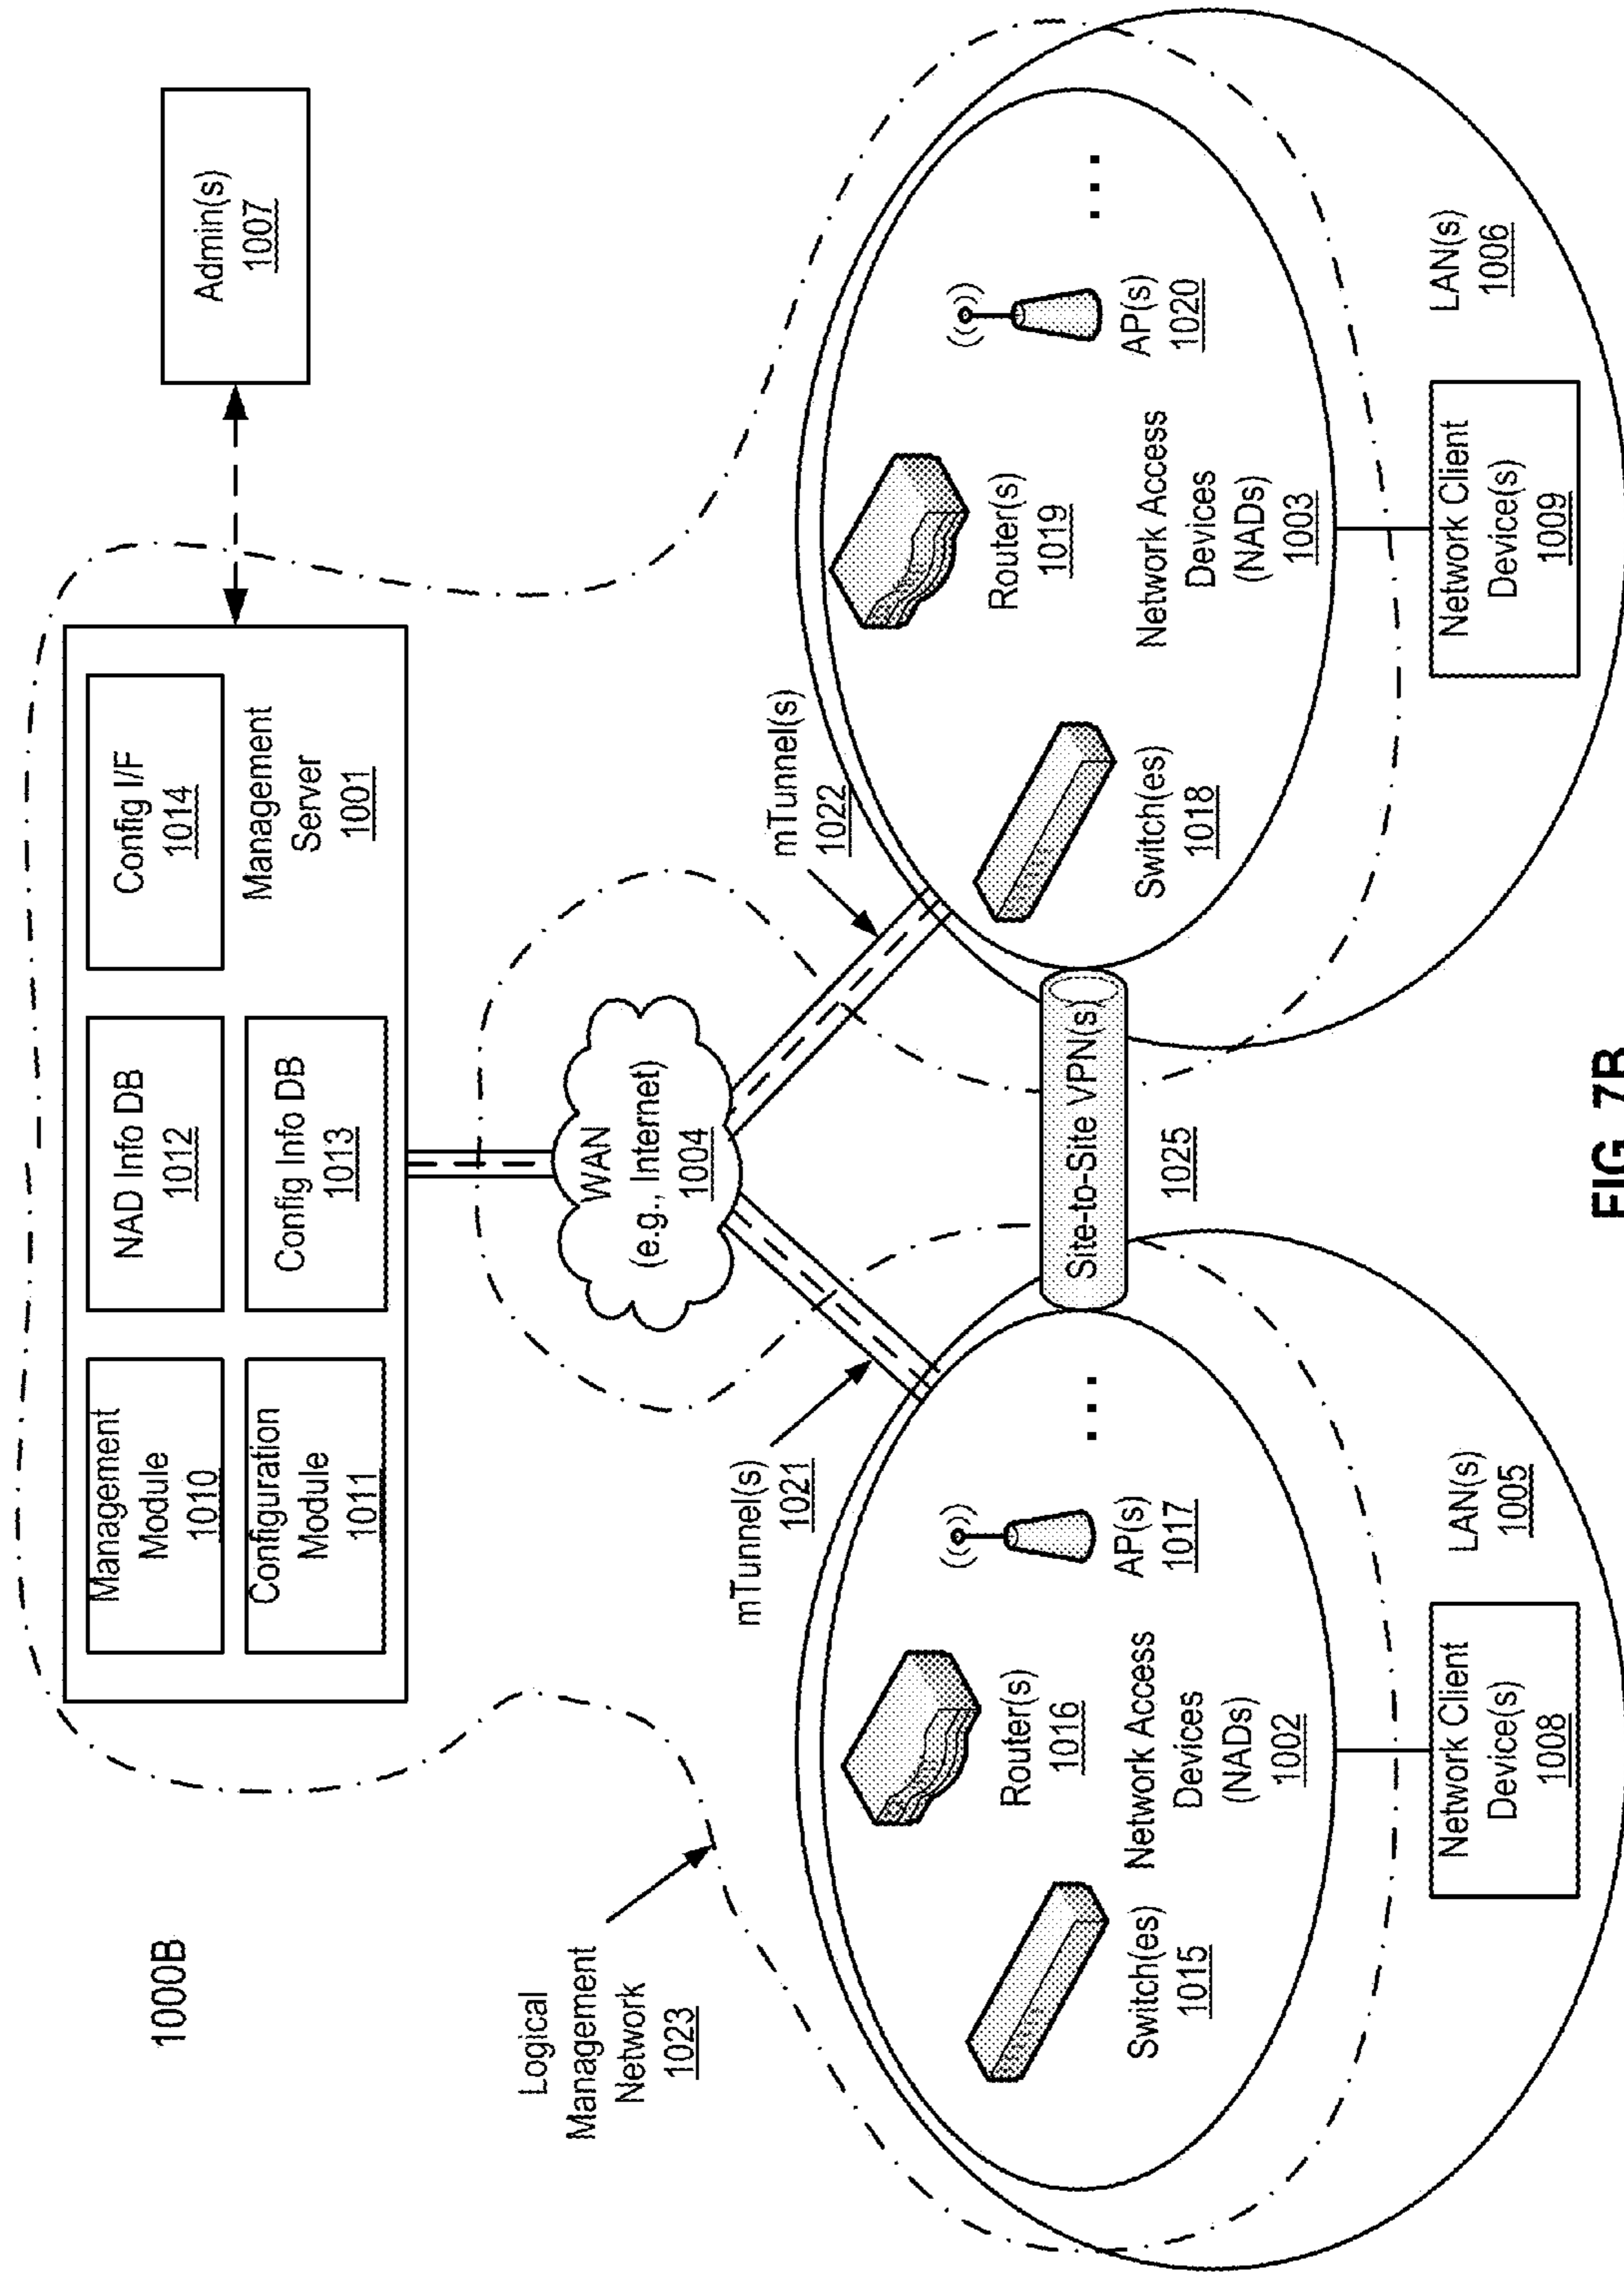 1000B
Management
Module
1010
NAD Info DB
1012
Config I/F
1014
Configuration
Module
1011
Config Info DB
1013
Management
Server
1001
Admin(s)
1007
Logical
Management
Network
1023
WAN
(e.g., Internet)
1004
mTunnel(s)
1021
mTunnel(s)
1022
Switch(es)
1015
Router(s)
1016
AP(s)
1017
...
Network Access
Devices
(NADs)
1002
Site-to-Site VPN(s)
1025
Switch(es)
1018
Router(s)
1019
AP(s)
1020
...
Network Access
Devices
(NADs)
1003
Network Client
Device(s)
1008
LAN(s)
1005
Network Client
Device(s)
1009
LAN(s)
1006
FIG. 7B